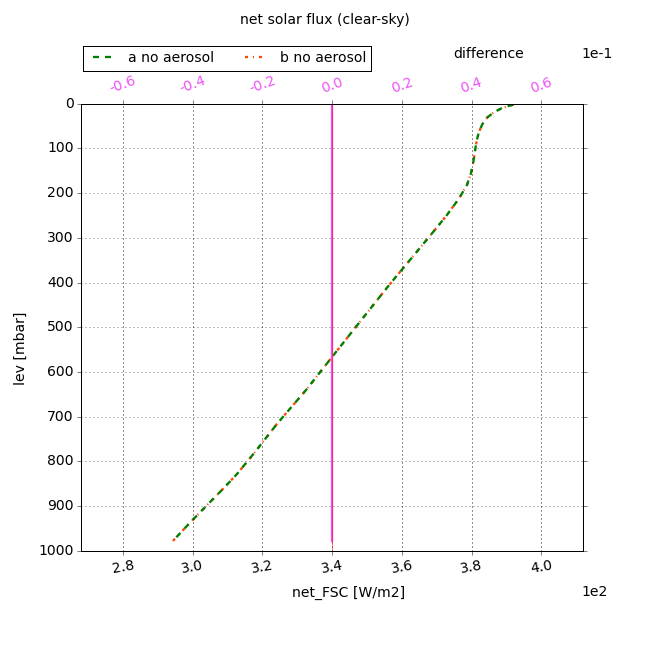 net solar flux (clear-sky)
a no aerosol b no aerosol difference 1e-1
-0.6 -0.4 -0.2 0.0 0.2 0.4 0.6
0
100
200
300
400
500
600
700
800
900
1000
lev [mbar]
2.8 3.0 3.2 3.4 3.6 3.8 4.0
net_FSC [W/m2] 1e2